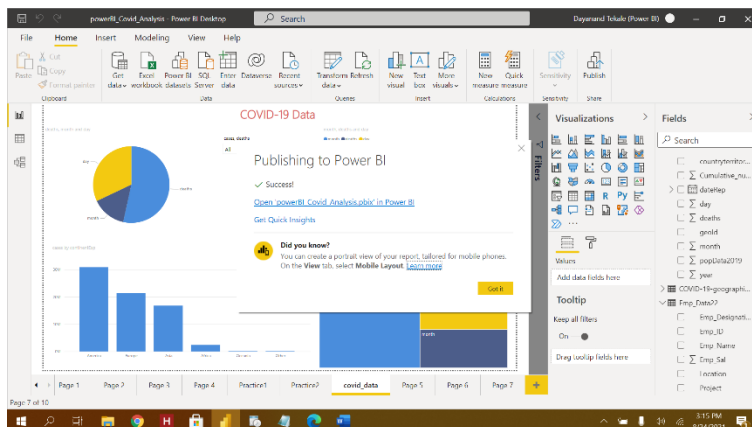 powerBI_Covid_Analysis - Power BI Desktop
Search
Dayanand Tekale (Power BI)
File Home Insert Modeling View Help
Paste
Cut
Copy
Format painter
Get data
Excel workbook
Power BI datasets
SQL Server
Enter data
Dataverse
Recent sources
Transform data
Refresh
New visual
Text box
More visuals
New measure
Quick measure
Sensitivity
Publish
Clipboard Data Queries Insert Calculations Sensitivity Share
COVID-19 Data
Publishing to Power BI
Success!
Open 'powerBI_Covid_Analysis.pbix' in Power BI
Get Quick Insights
Did you know?
You can create a portrait view of your report, tailored for mobile phones.
On the View tab, select Mobile Layout. Learn more
Got it
day
month
month
month
Filters
Visualizations
Values
Add data fields here
Tooltip
Keep all filters
On
Drag tooltip fields here
Fields
Search
countryterritor...
Cumulative_nu...
dateRep
day
deaths
geoId
month
popData2019
year
COVID-19-geographi...
Emp_Data22
Emp_Designati...
Emp_ID
Emp_Name
Emp_Sal
Location
Project
Page 1 Page 2 Page 3 Page 4 Practice1 Practice2 covid_data Page 5 Page 6 Page 7
Page 7 of 10
3:15 PM
8/24/2021